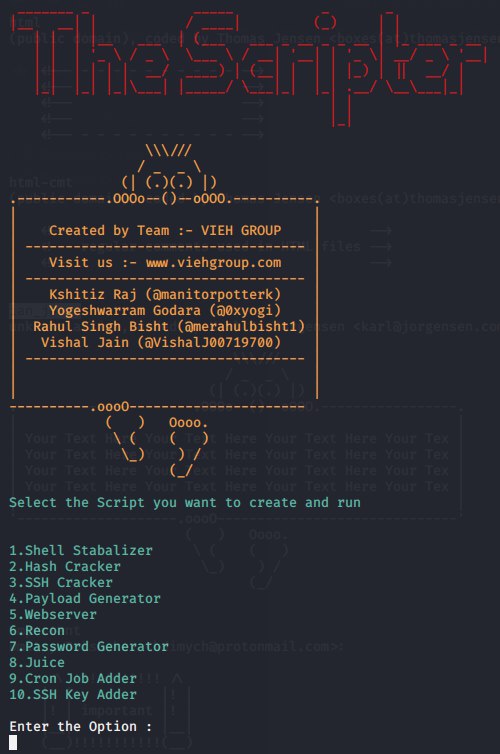 TheScripter
Created by Team :- VIEH GROUP
Visit us :- www.viehgroup.com
Kshitiz Raj (@manitorpotterk)
Yogeshwarram Godara (@0xyogi)
Rahul Singh Bisht (@merahulbisht1)
Vishal Jain (@VishalJ00719700)
Select the Script you want to create and run
1.Shell Stabalizer
2.Hash Cracker
3.SSH Cracker
4.Payload Generator
5.Webserver
6.Recon
7.Password Generator
8.Juice
9.Cron Job Adder
10.SSH Key Adder
Enter the Option :